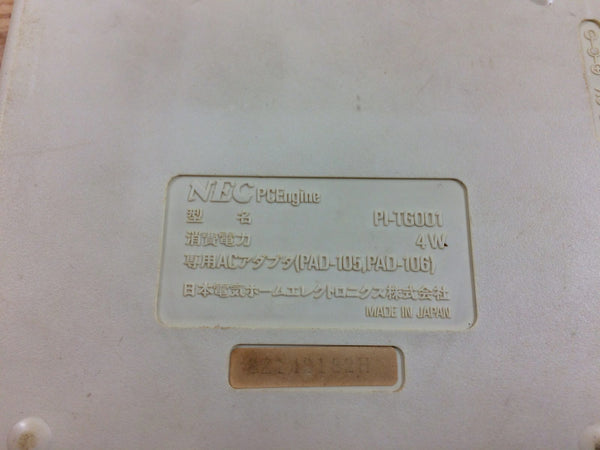 NEC PCEngine
型 名 PI-TG001
消費電力 4W
専用ACアダプタ(PAD-105,PAD-106)
日本電気ホームエレクトロニクス株式会社
MADE IN JAPAN